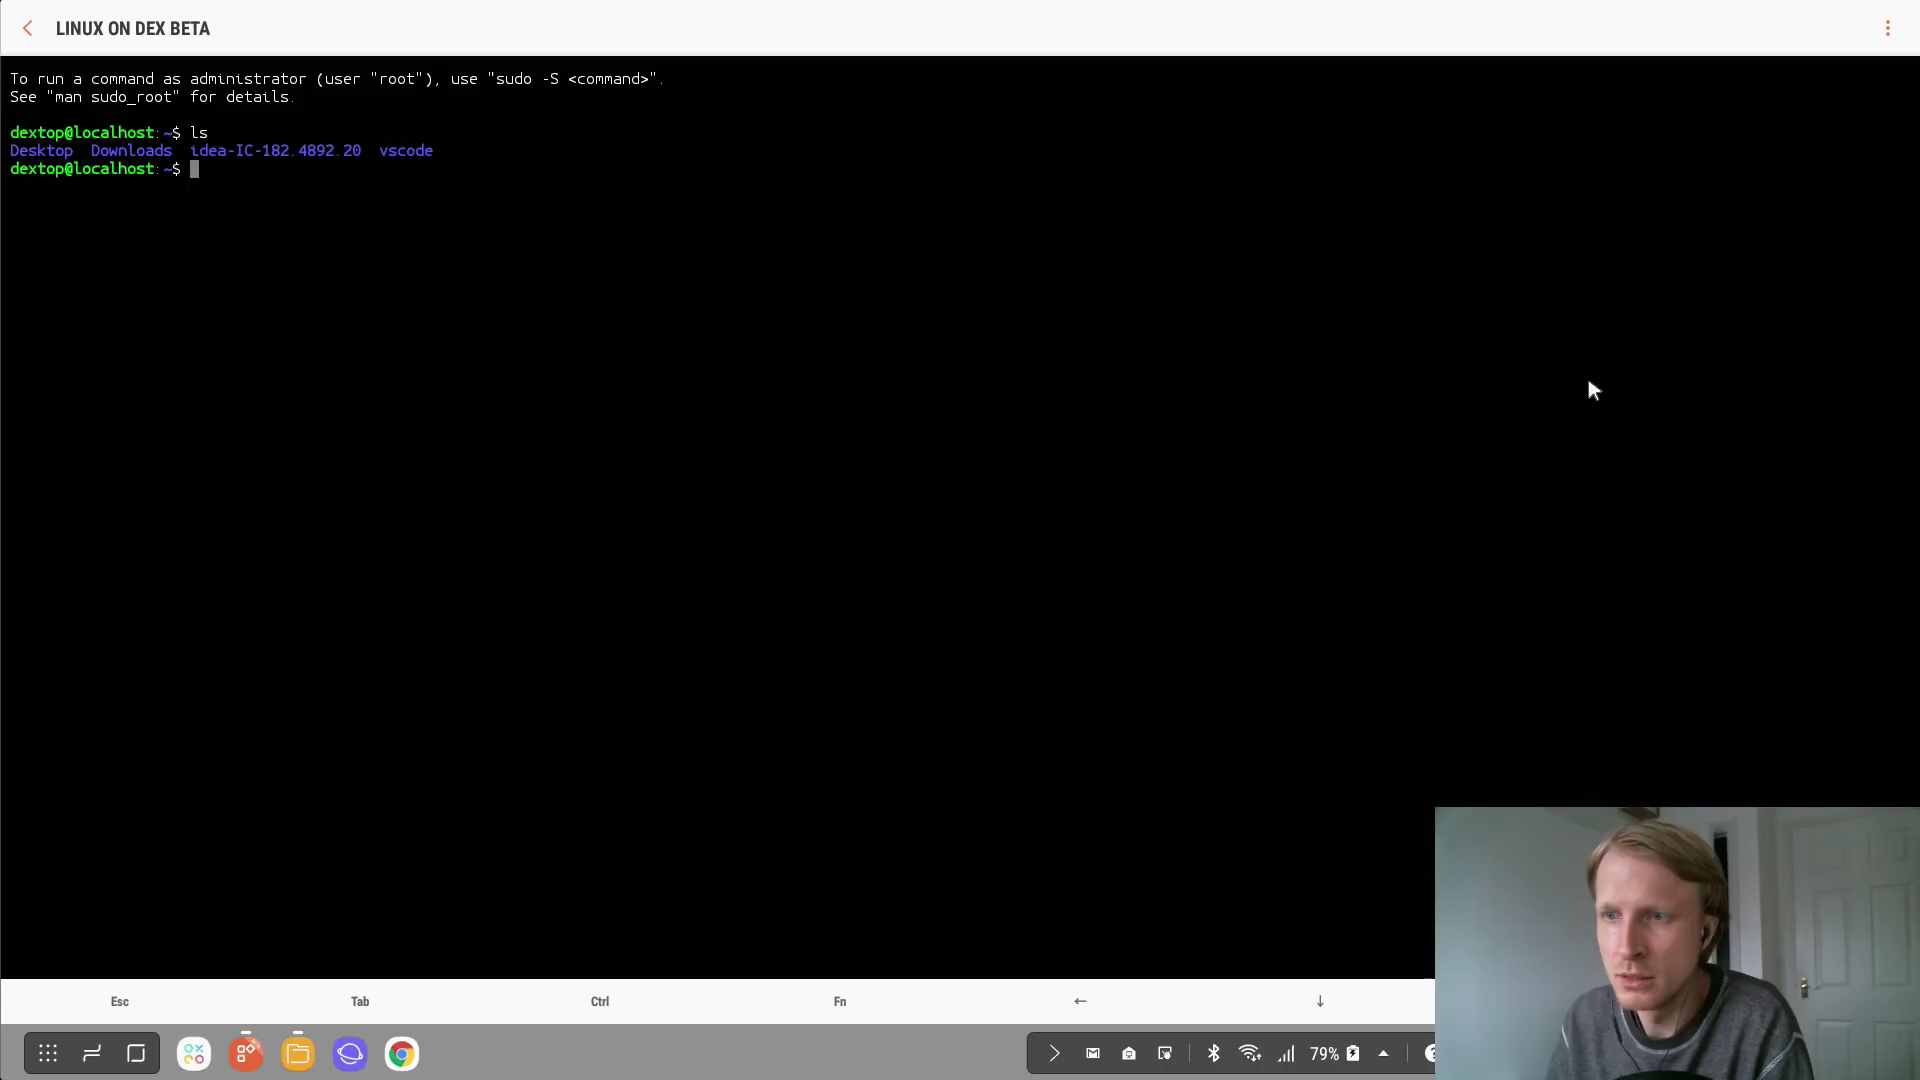 LINUX ON DEX BETA
To run a command as administrator (user "root"), use "sudo -S <command>".
See "man sudo_root" for details.
dextop@localhost:~$ ls
Desktop  Downloads  idea-IC-182.4892.20  vscode
dextop@localhost:~$
Esc Tab Ctrl Fn ← ↓
79%